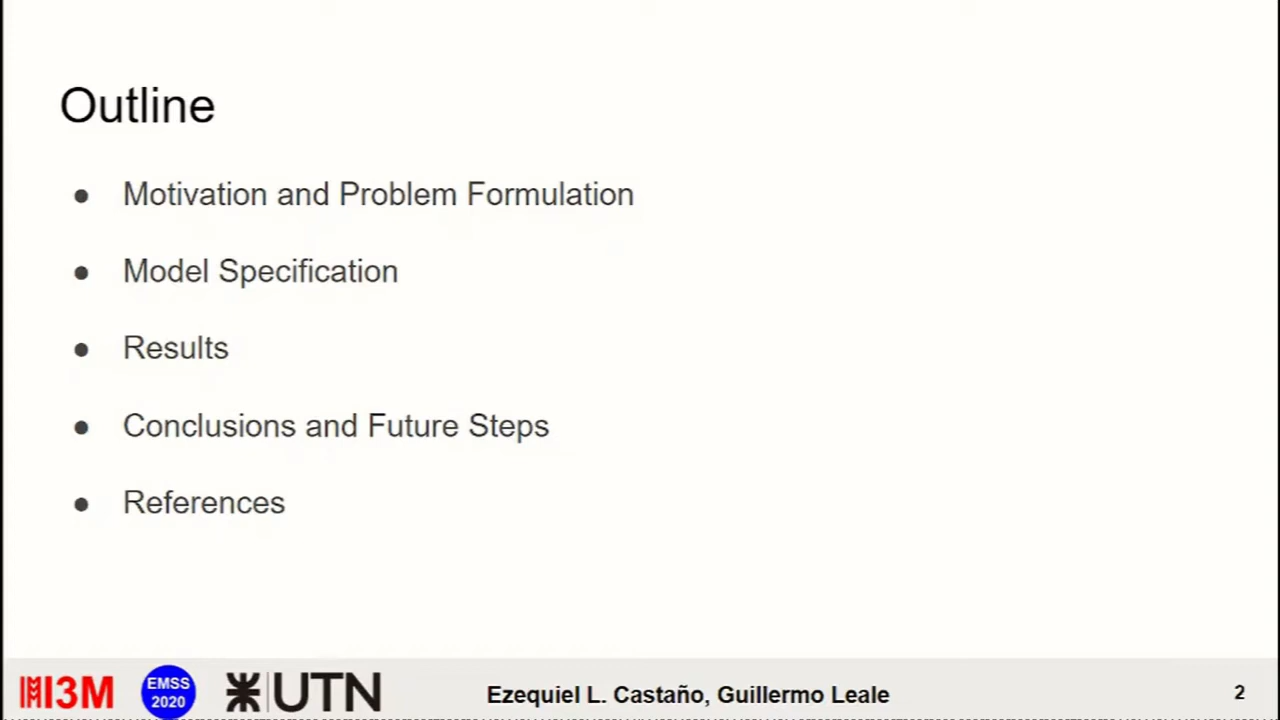 Outline
● Motivation and Problem Formulation
● Model Specification
● Results
● Conclusions and Future Steps
● References
I3M
EMSS
2020
UTN
Ezequiel L. Castaño, Guillermo Leale
2